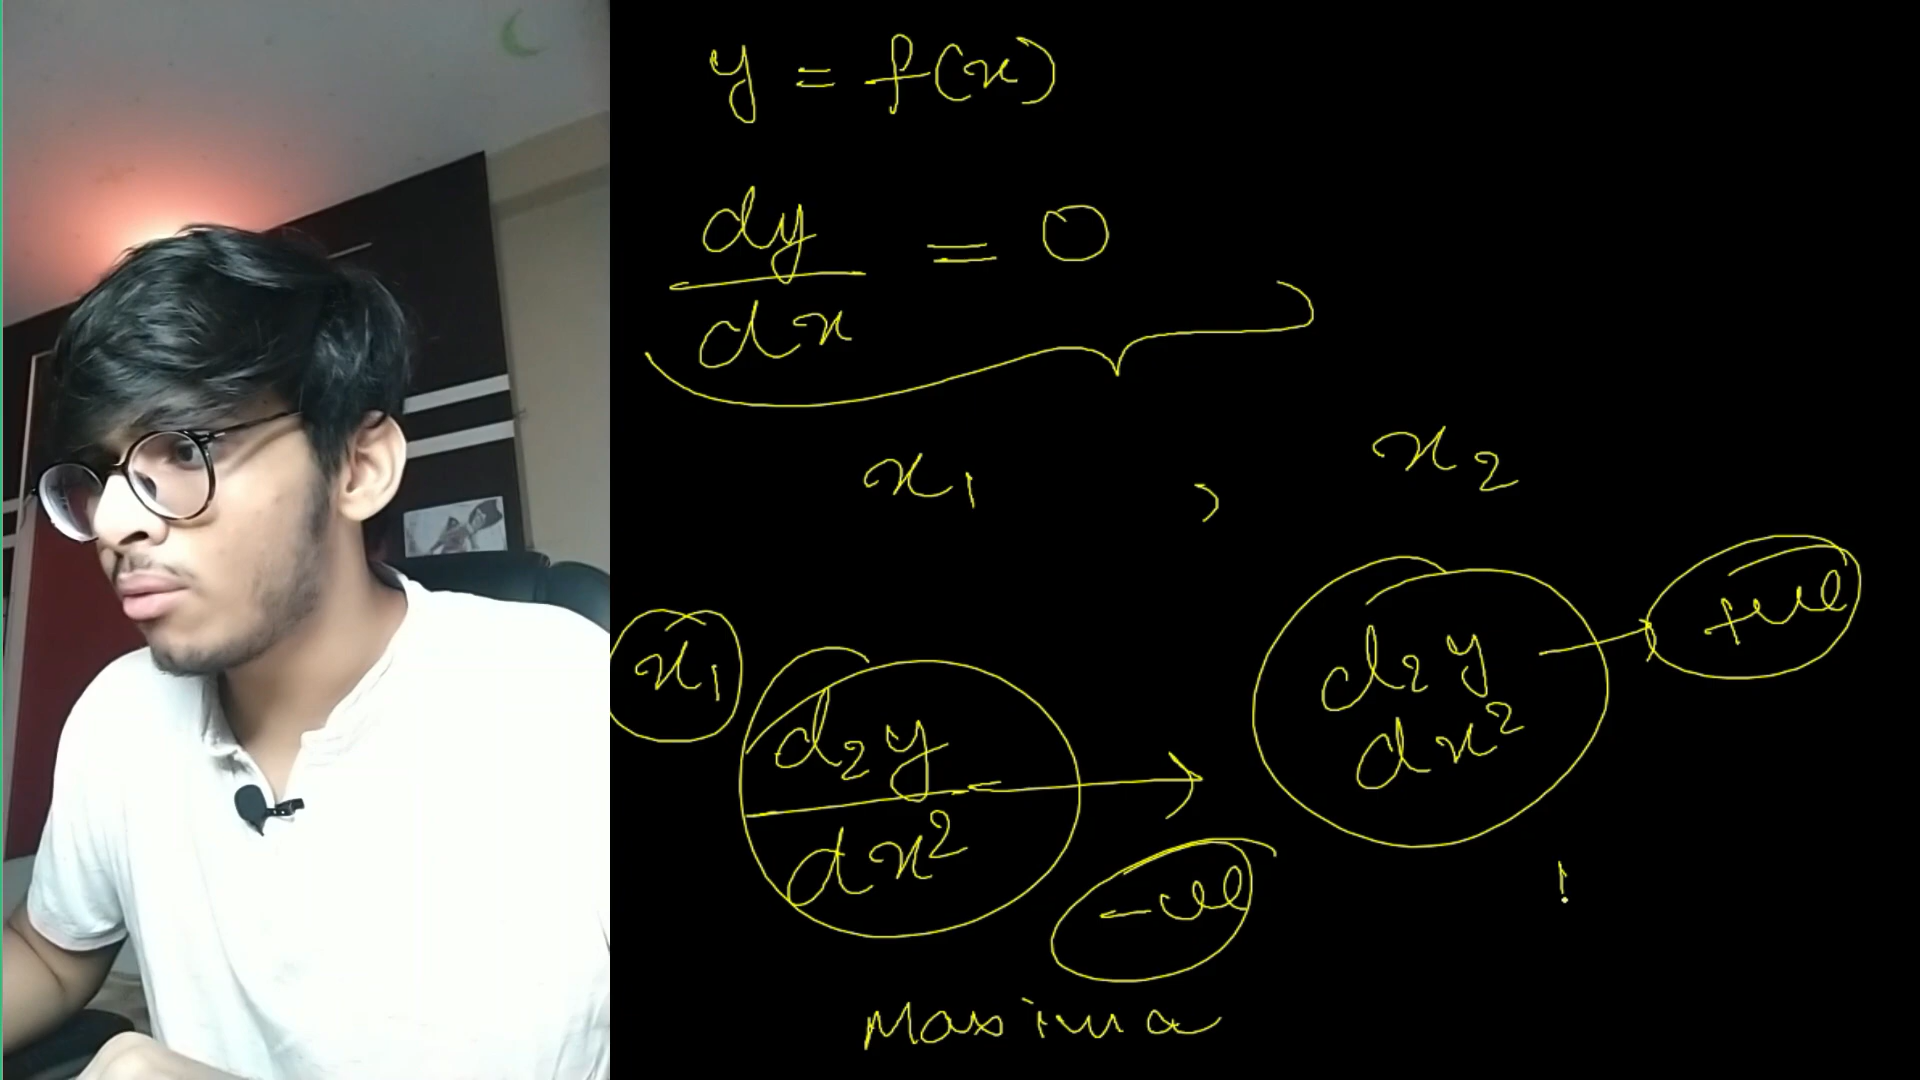 y = f(x)
dy/dx = 0
x₁ , x₂
x₁ d₂y/dx² → -ve
Maxima
d₂y dx² → +ve
!